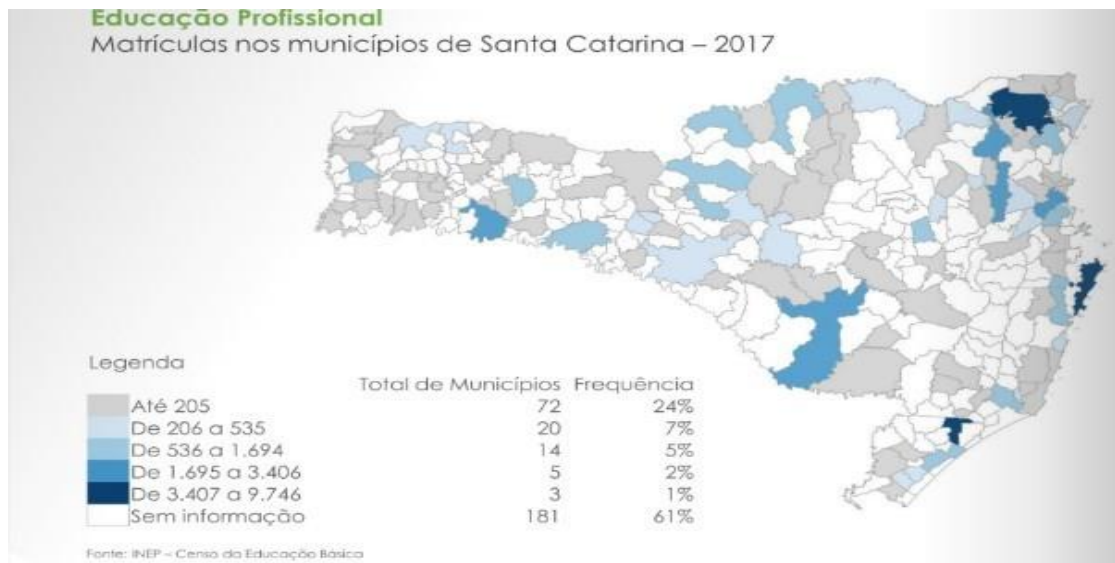 Educação Profissional
Matrículas nos municípios de Santa Catarina – 2017
Legenda
Total de Municípios Frequência
Até 205 72 24%
De 206 a 535 20 7%
De 536 a 1.694 14 5%
De 1.695 a 3.406 5 2%
De 3.407 a 9.746 3 1%
Sem informação 181 61%
Fonte: INEP – Censo da Educação Básica